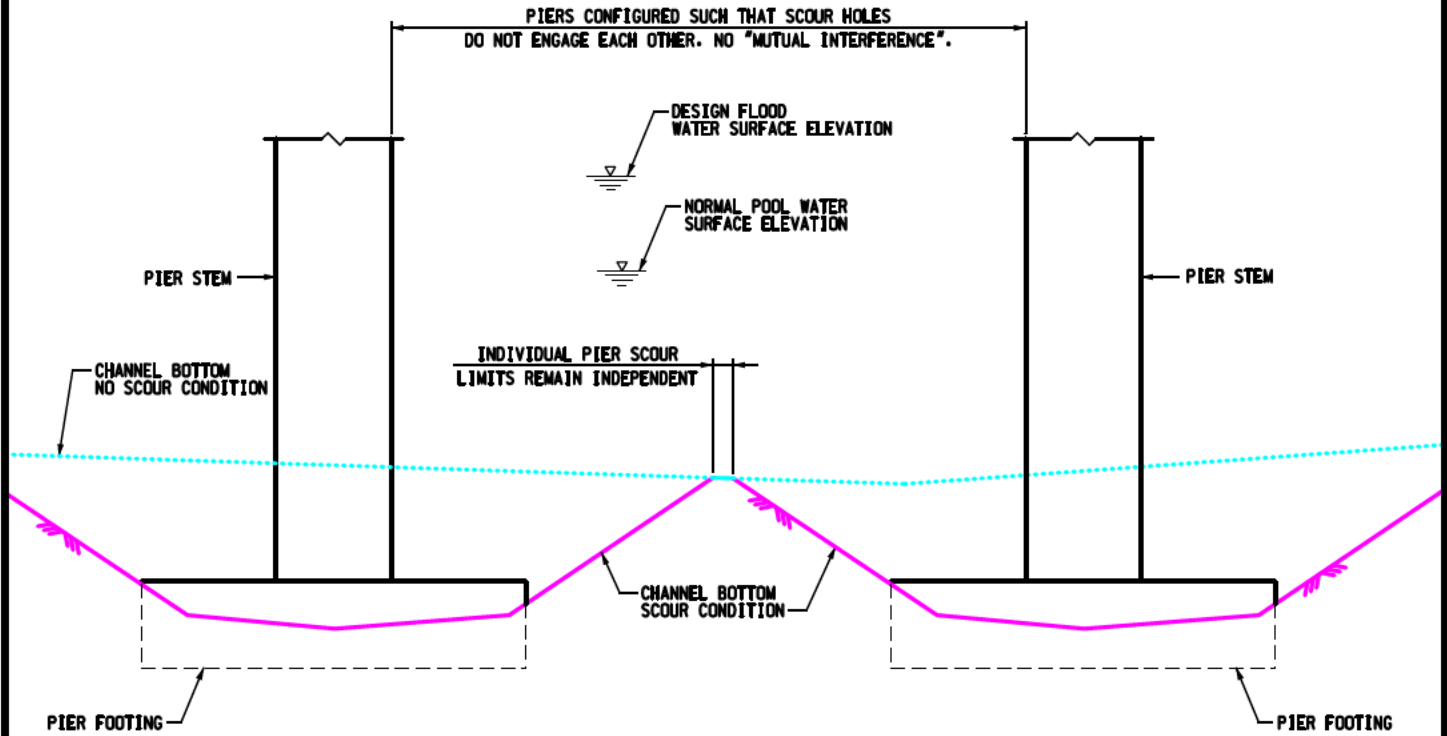 PIERS CONFIGURED SUCH THAT SCOUR HOLES
DO NOT ENGAGE EACH OTHER. NO "MUTUAL INTERFERENCE".
DESIGN FLOOD
WATER SURFACE ELEVATION
NORMAL POOL WATER
SURFACE ELEVATION
PIER STEM
PIER STEM
INDIVIDUAL PIER SCOUR
LIMITS REMAIN INDEPENDENT
CHANNEL BOTTOM
NO SCOUR CONDITION
CHANNEL BOTTOM
SCOUR CONDITION
PIER FOOTING
PIER FOOTING